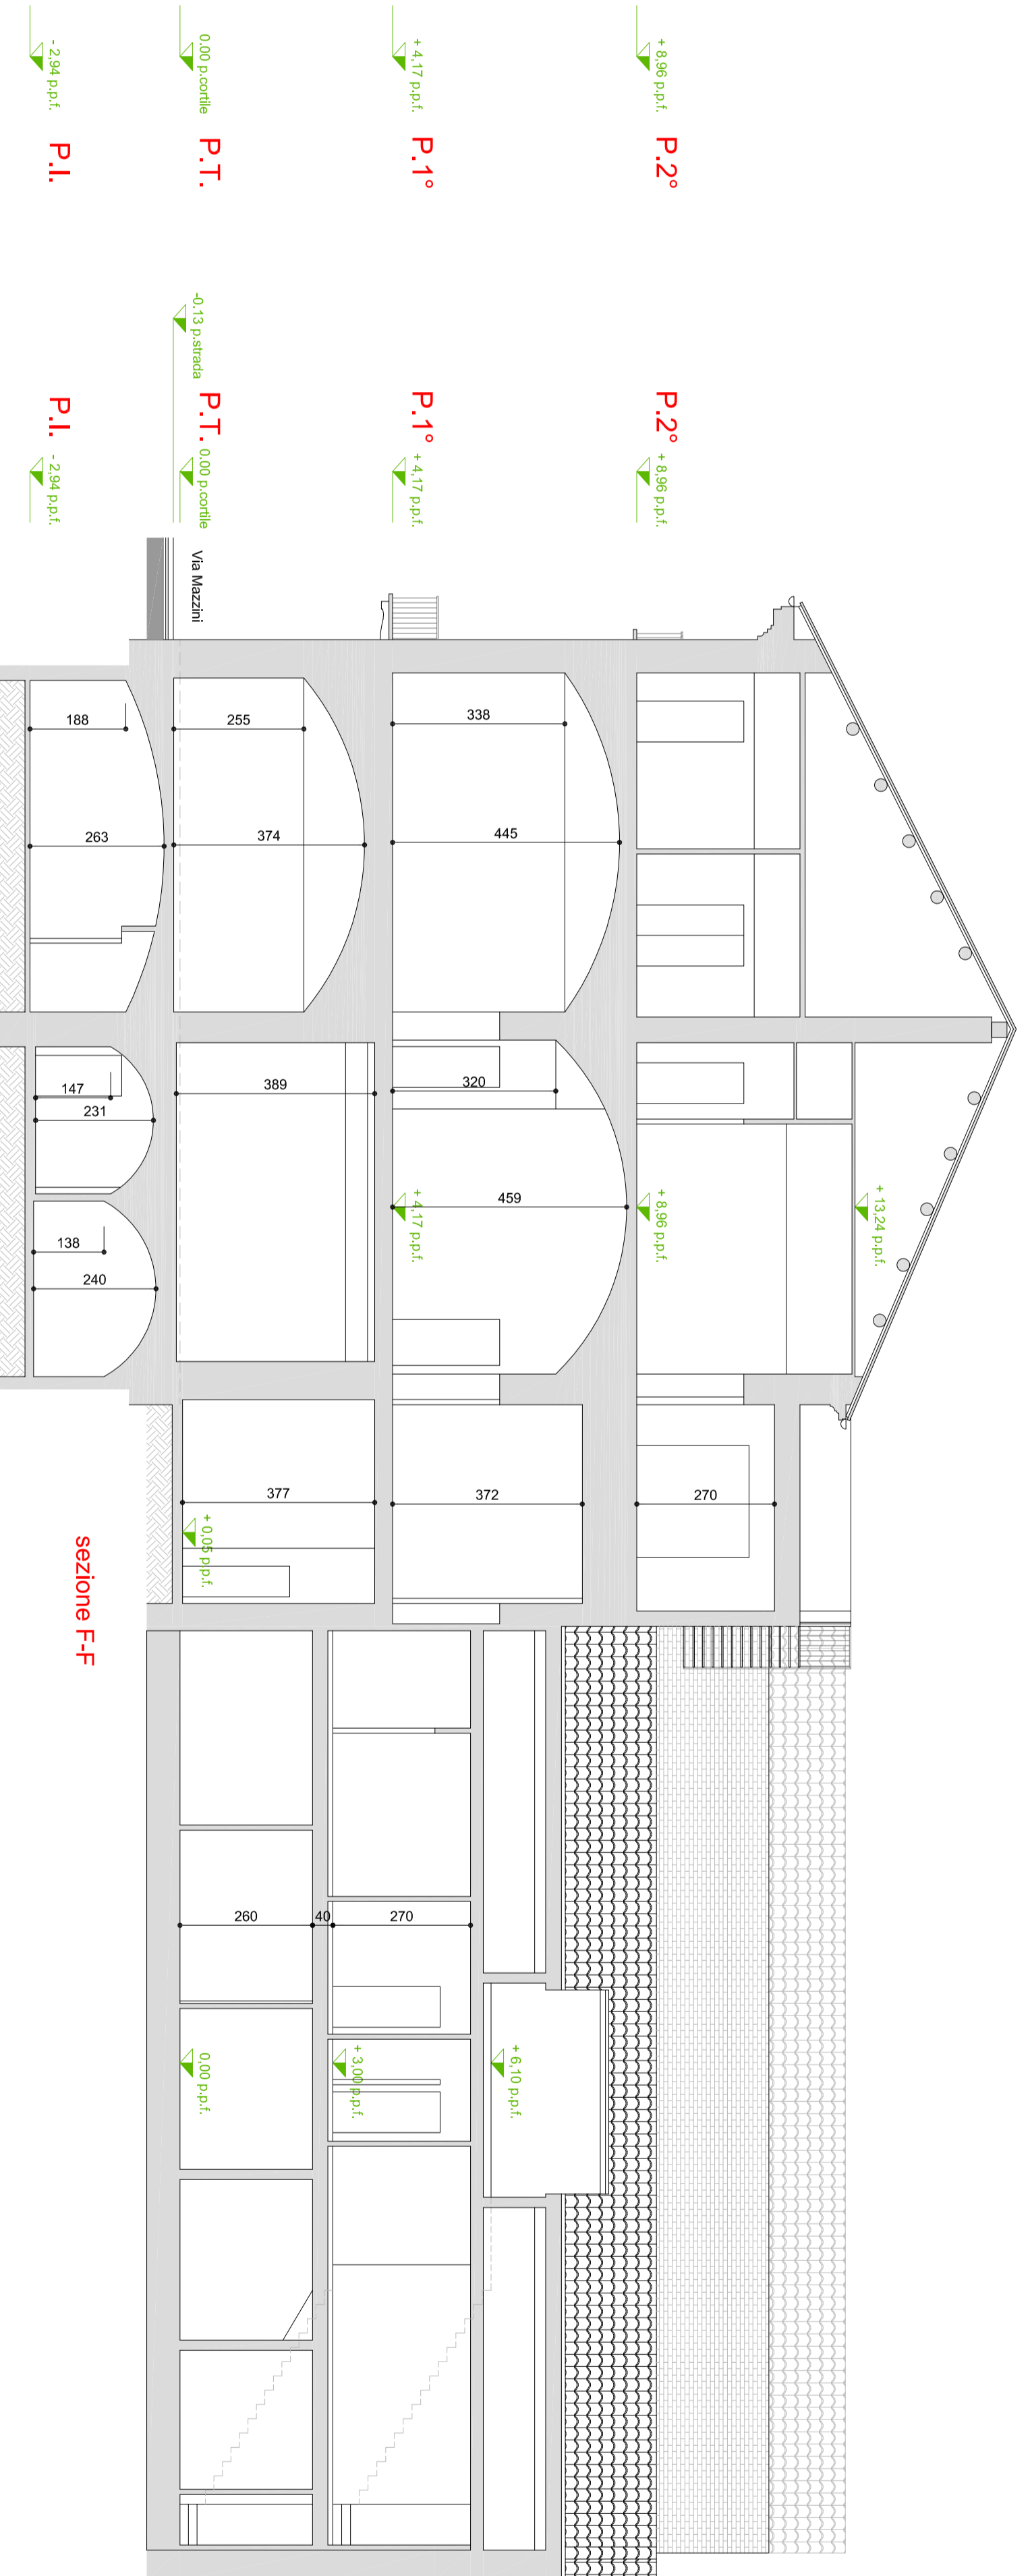 + 8,96 p.p.f.
P.2°
+ 4,17 p.p.f.
P.1°
0.00 p.cortile
P.T.
- 2,94 p.p.f.
P.I.
P.2°
+ 8,96 p.p.f.
P.1°
+ 4,17 p.p.f.
-0.13 p.strada
P.T.
0.00 p.cortile
P.I.
- 2,94 p.p.f.
Via Mazzini
188
255
338
263
374
445
147
231
389
320
138
240
459
+ 4,17 p.p.f.
+ 8,96 p.p.f.
+ 13,24 p.p.f.
377
372
270
+ 0,05 p.p.f.
sezione F-F
260
40
270
0,00 p.p.f.
+ 3,00 p.p.f.
+ 6,10 p.p.f.